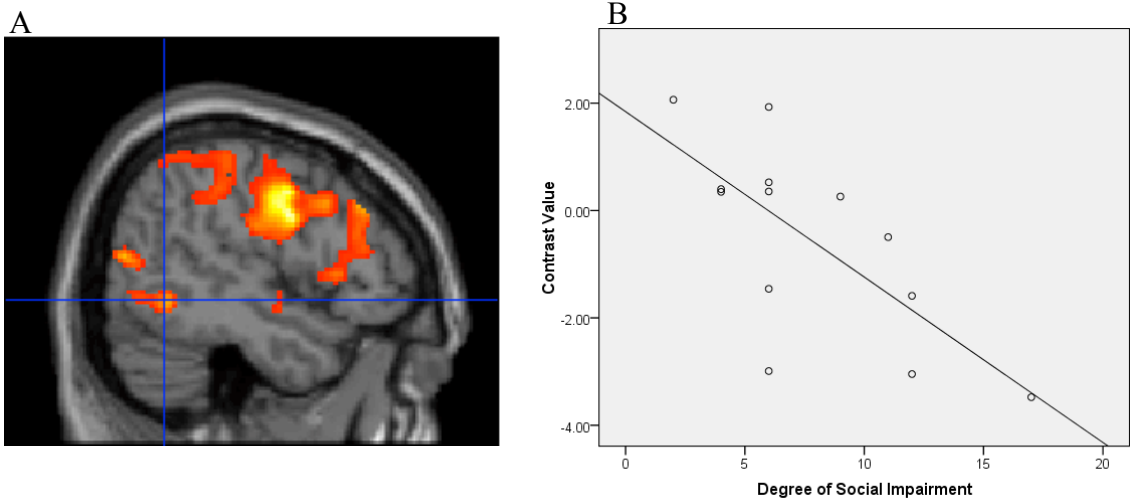 A
B
Contrast Value
2.00
0.00
-2.00
-4.00
0
5
10
15
20
Degree of Social Impairment